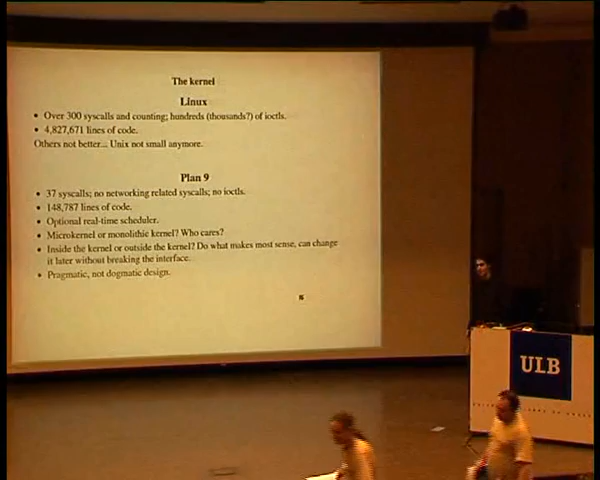 The kernel
Linux
• Over 300 syscalls and counting; hundreds (thousands?) of ioctls.
• 4,827,671 lines of code.
Others not better... Unix not small anymore.
Plan 9
• 37 syscalls; no networking related syscalls; no ioctls.
• 148,787 lines of code.
• Optional real-time scheduler.
• Microkernel or monolithic kernel? Who cares?
• Inside the kernel or outside the kernel? Do what makes most sense, can change
it later without breaking the interface.
• Pragmatic, not dogmatic design.
ULB